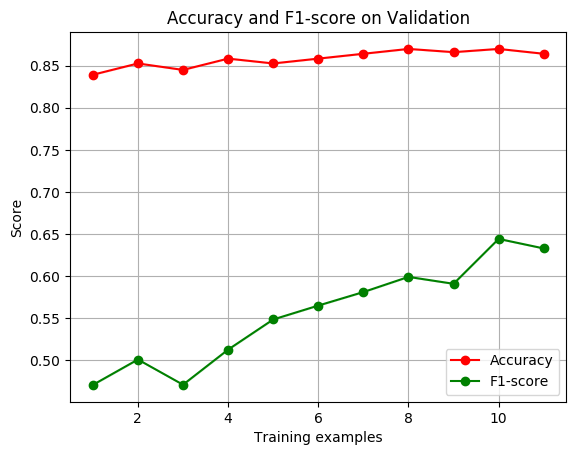 Accuracy and F1-score on Validation
0.85
0.80
0.75
0.70
0.65
0.60
0.55
0.50
Score
2 4 6 8 10
Training examples
Accuracy
F1-score